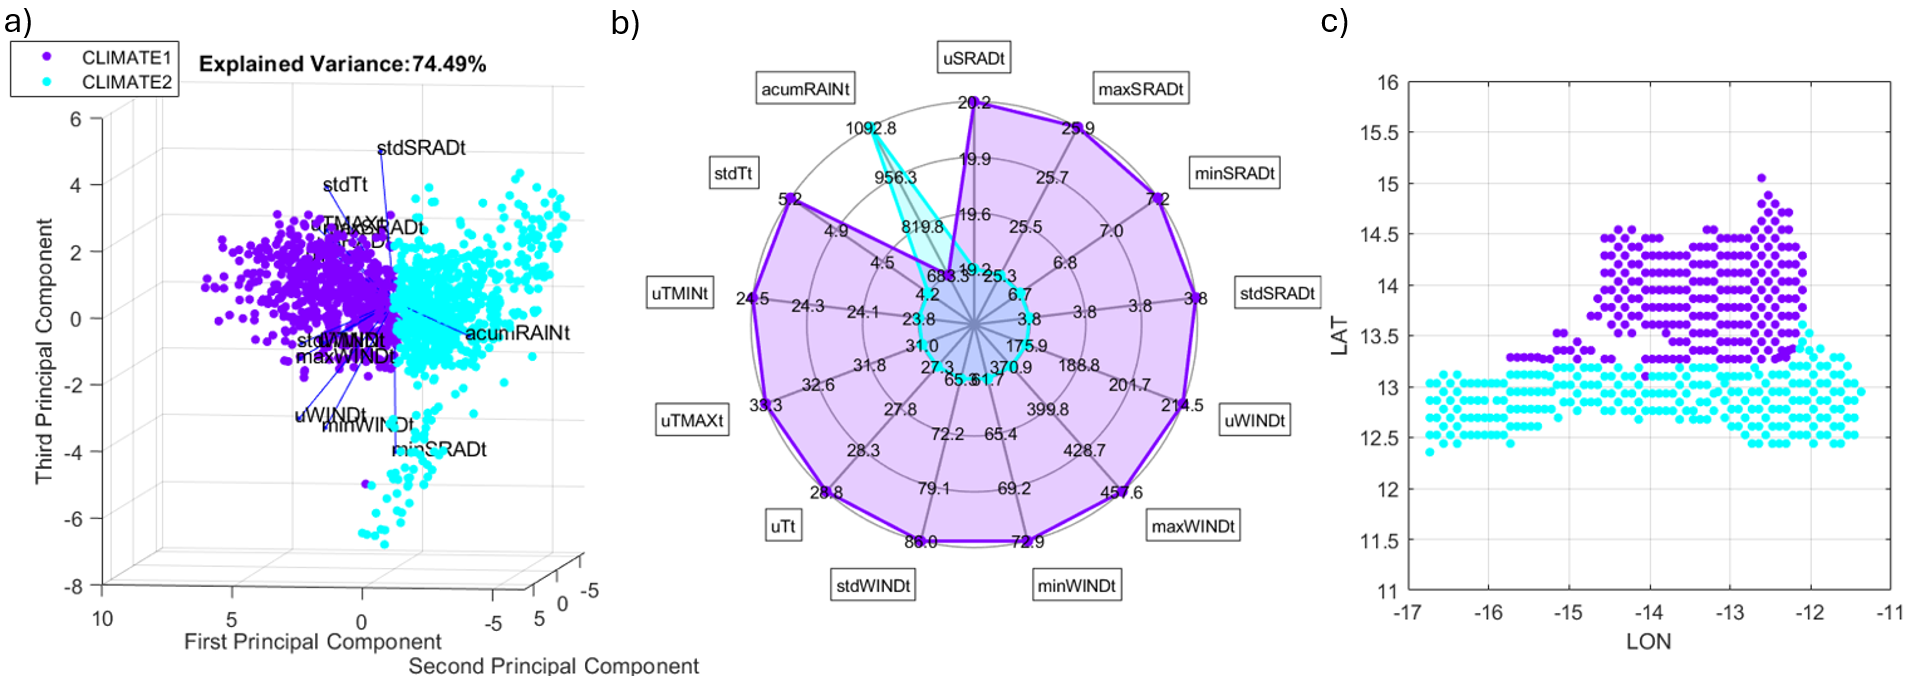 a)
CLIMATE1
CLIMATE2
Explained Variance:74.49%
6
4
2
0
-2
-4
-6
-8
Third Principal Component
stdSRADt
stdTt
acumRAINt
maxWINDt
uWINDt
minWINDt
minSRADt
10
5
0
-5
5
0
-5
First Principal Component
Second Principal Component
b)
uSRADt
maxSRADt
minSRADt
stdSRADt
uWINDt
maxWINDt
minWINDt
stdWINDt
uTt
uTMAXt
uTMINt
stdTt
acumRAINt
20.2
19.9
19.6
19.2
25.9
25.7
25.5
25.3
7.2
7.0
6.8
6.7
3.8
3.8
3.8
3.8
214.5
201.7
188.8
175.9
457.6
428.7
399.8
370.9
72.9
69.2
65.4
61.7
86.0
79.1
72.2
65.3
28.8
28.3
27.8
27.3
33.3
32.6
31.8
31.0
24.5
24.3
24.1
23.8
5.2
4.9
4.5
4.2
1092.8
956.3
819.8
683.3
c)
16
15.5
15
14.5
14
13.5
13
12.5
12
11.5
11
LAT
-17
-16
-15
-14
-13
-12
-11
LON